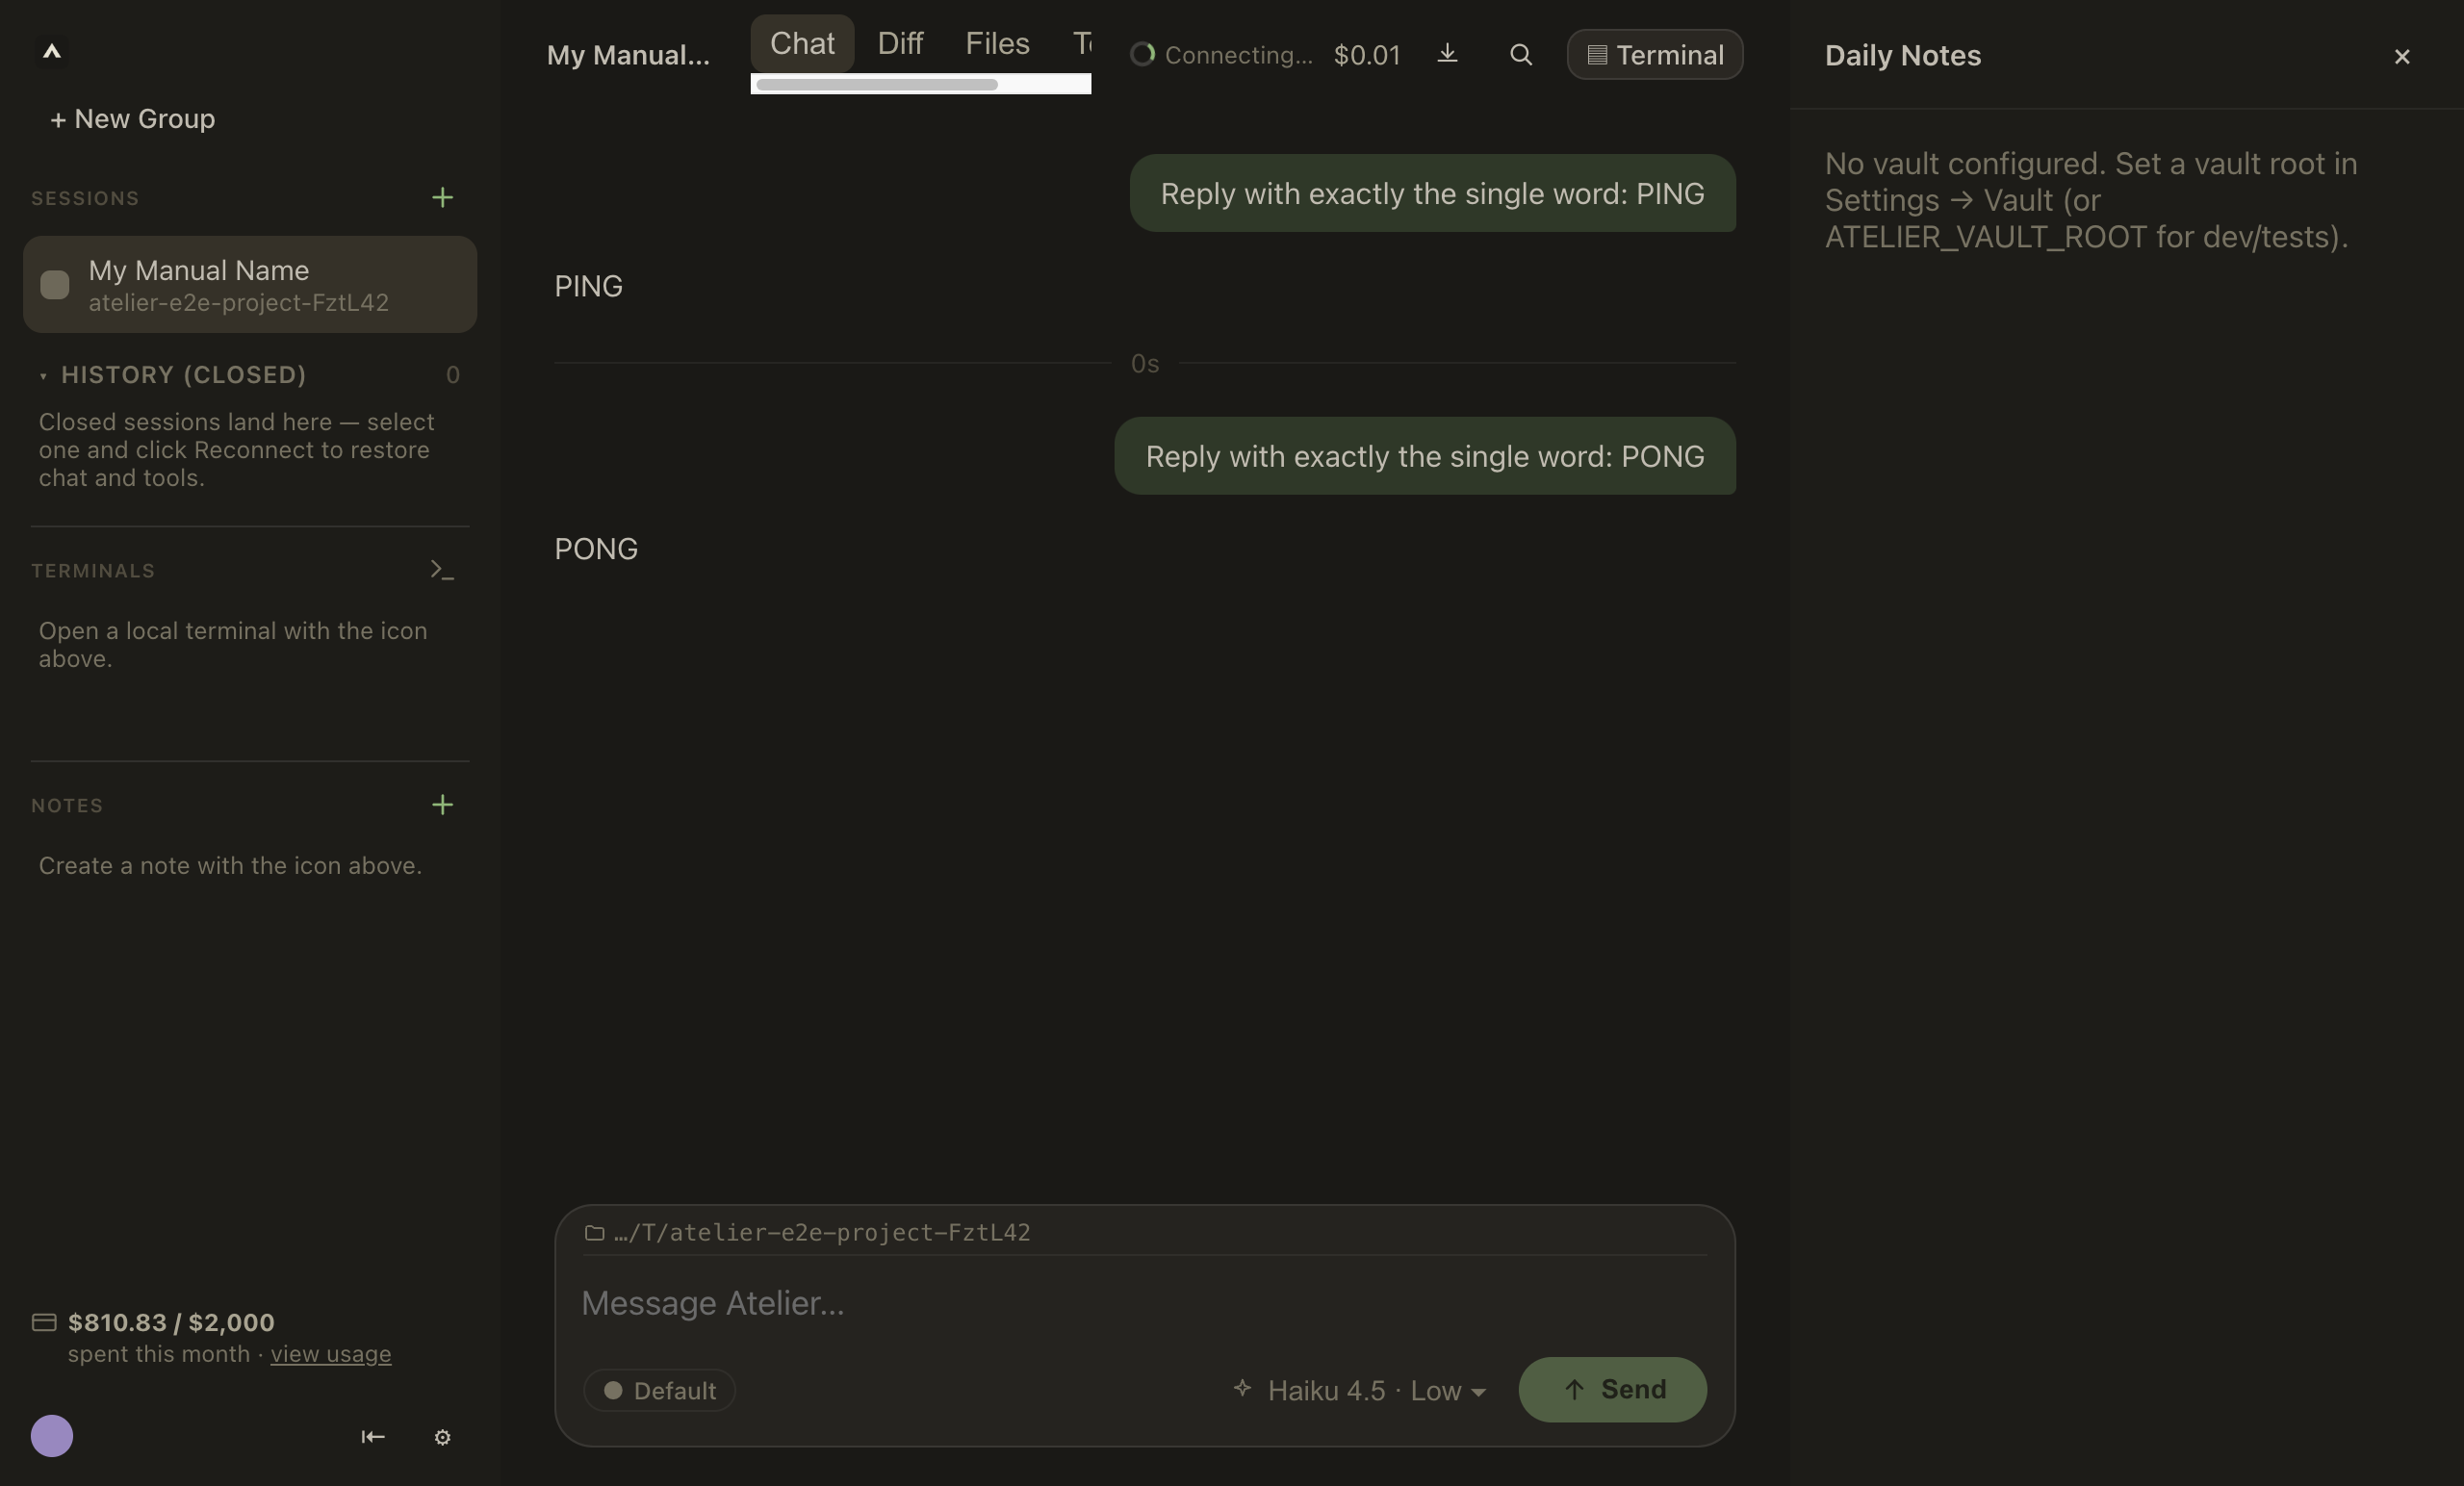 + New Group
SESSIONS
My Manual Name
atelier-e2e-project-FztL42
HISTORY (CLOSED) 0
Closed sessions land here — select
one and click Reconnect to restore
chat and tools.
TERMINALS
Open a local terminal with the icon
above.
NOTES
Create a note with the icon above.
$810.83 / $2,000
spent this month · view usage
My Manual... Chat Diff Files
Connecting... $0.01 Terminal
Reply with exactly the single word: PING
PING
0s
Reply with exactly the single word: PONG
PONG
…/T/atelier-e2e-project-FztL42
Message Atelier...
Default Haiku 4.5 · Low Send
Daily Notes
No vault configured. Set a vault root in
Settings → Vault (or
ATELIER_VAULT_ROOT for dev/tests).